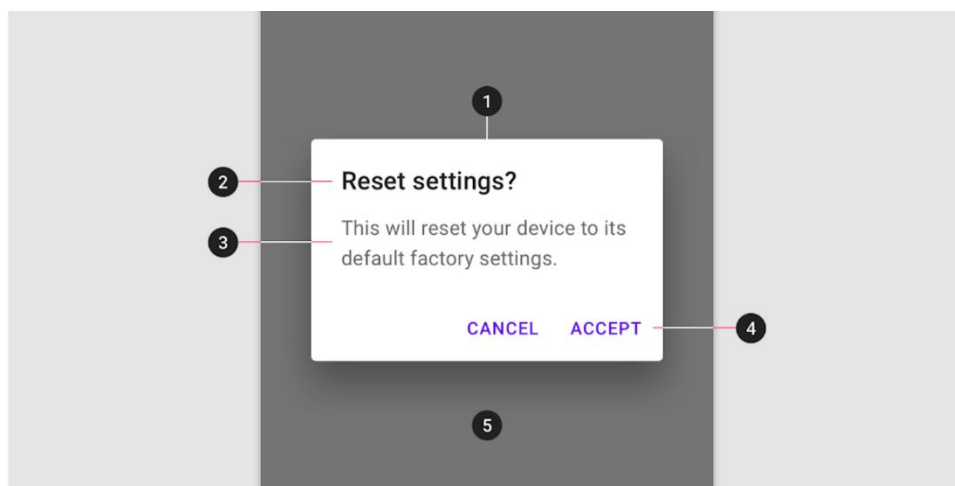 1
2
Reset settings?
3
This will reset your device to its
default factory settings.
CANCEL ACCEPT
4
5